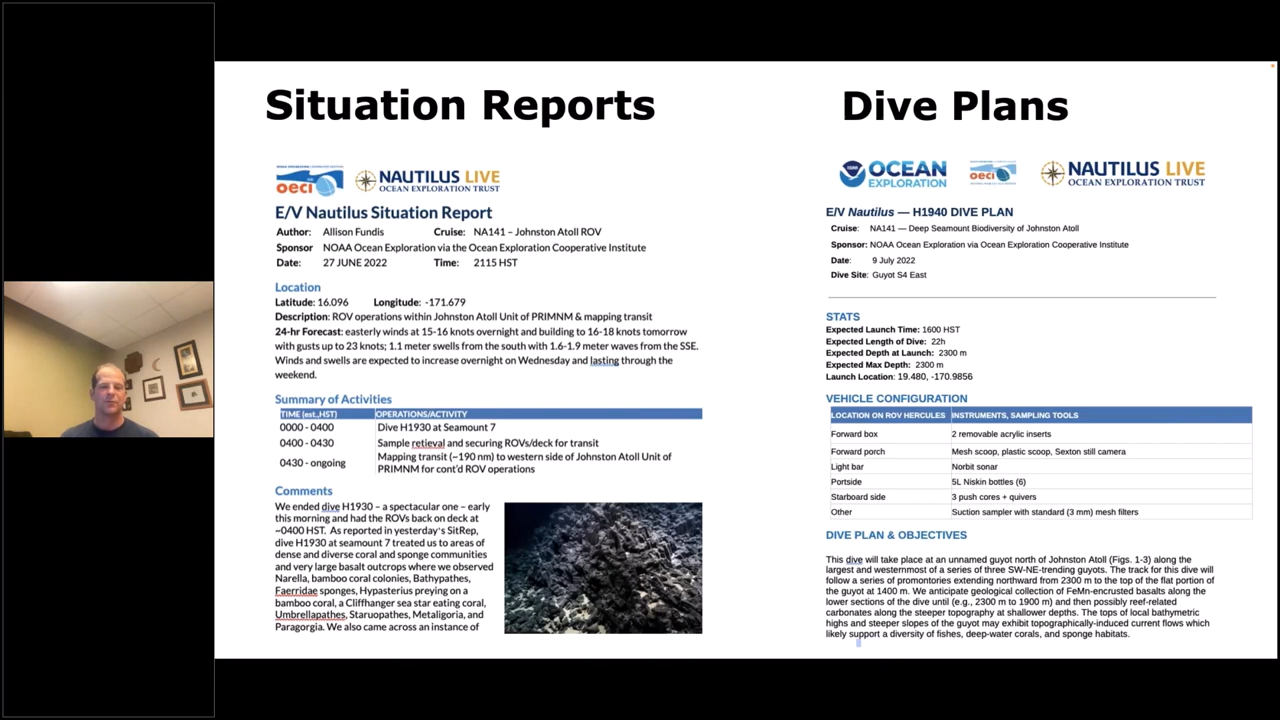 Situation Reports
oeci
NAUTILUS LIVE
OCEAN EXPLORATION TRUST
E/V Nautilus Situation Report
Author: Allison Fundis Cruise: NA141 – Johnston Atoll ROV
Sponsor NOAA Ocean Exploration via the Ocean Exploration Cooperative Institute
Date: 27 JUNE 2022 Time: 2115 HST
Location
Latitude: 16.096 Longitude: -171.679
Description: ROV operations within Johnston Atoll Unit of PRIMNM & mapping transit
24-hr Forecast: easterly winds at 15-16 knots overnight and building to 16-18 knots tomorrow
with gusts up to 23 knots; 1.1 meter swells from the south with 1.6-1.9 meter waves from the SSE.
Winds and swells are expected to increase overnight on Wednesday and lasting through the
weekend.
Summary of Activities
TIME (est.,HST) OPERATIONS/ACTIVITY
0000 - 0400 Dive H1930 at Seamount 7
0400 - 0430 Sample retieval and securing ROVs/deck for transit
0430 - ongoing Mapping transit (~190 nm) to western side of Johnston Atoll Unit of
PRIMNM for cont'd ROV operations
Comments
We ended dive H1930 – a spectacular one – early
this morning and had the ROVs back on deck at
~0400 HST. As reported in yesterday's SitRep,
dive H1930 at seamount 7 treated us to areas of
dense and diverse coral and sponge communities
and very large basalt outcrops where we observed
Narella, bamboo coral colonies, Bathypathes,
Faerridae sponges, Hypasterius preying on a
bamboo coral, a Cliffhanger sea star eating coral,
Umbrellapathes, Staruopathes, Metaligoria, and
Paragorgia. We also came across an instance of
Dive Plans
NOAA
OCEAN
EXPLORATION
oeci
NAUTILUS LIVE
OCEAN EXPLORATION TRUST
E/V Nautilus — H1940 DIVE PLAN
Cruise: NA141 — Deep Seamount Biodiversity of Johnston Atoll
Sponsor: NOAA Ocean Exploration via Ocean Exploration Cooperative Institute
Date: 9 July 2022
Dive Site: Guyot S4 East
STATS
Expected Launch Time: 1600 HST
Expected Length of Dive: 22h
Expected Depth at Launch: 2300 m
Expected Max Depth: 2300 m
Launch Location: 19.480, -170.9856
VEHICLE CONFIGURATION
LOCATION ON ROV HERCULES INSTRUMENTS, SAMPLING TOOLS
Forward box 2 removable acrylic inserts
Forward porch Mesh scoop, plastic scoop, Sexton still camera
Light bar Norbit sonar
Portside 5L Niskin bottles (6)
Starboard side 3 push cores + quivers
Other Suction sampler with standard (3 mm) mesh filters
DIVE PLAN & OBJECTIVES
This dive will take place at an unnamed guyot north of Johnston Atoll (Figs. 1-3) along the
largest and westernmost of a series of three SW-NE-trending guyots. The track for this dive will
follow a series of promontories extending northward from 2300 m to the top of the flat portion of
the guyot at 1400 m. We anticipate geological collection of FeMn-encrusted basalts along the
lower sections of the dive until (e.g., 2300 m to 1900 m) and then possibly reef-related
carbonates along the steeper topography at shallower depths. The tops of local bathymetric
highs and steeper slopes of the guyot may exhibit topographically-induced current flows which
likely support a diversity of fishes, deep-water corals, and sponge habitats.